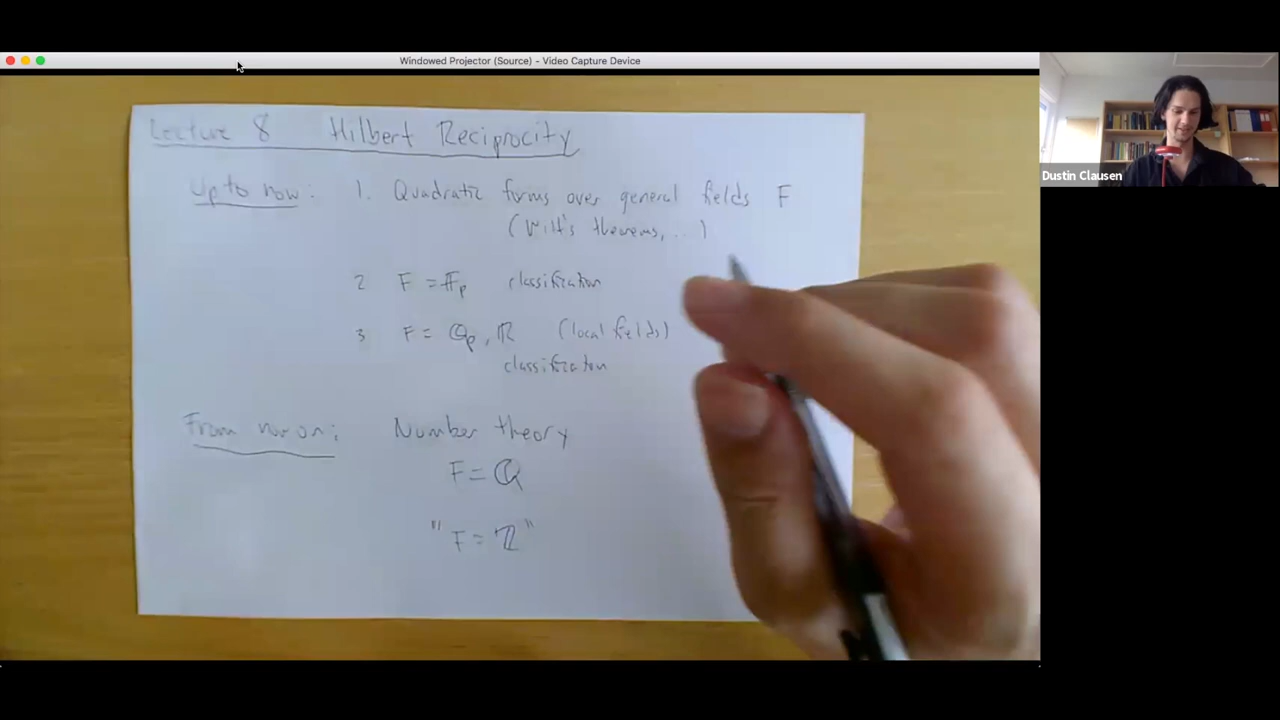 Windowed Projector (Source) - Video Capture Device
Lecture 8 Hilbert Reciprocity
Up to now: 1. Quadratic forms over general fields F
(Witt's theorems, ...)
2 F = 𝔽p classification
3 F = ℚp, ℝ (local fields)
classification
From now on: Number theory
F = ℚ
"F = ℤ"
Dustin Clausen